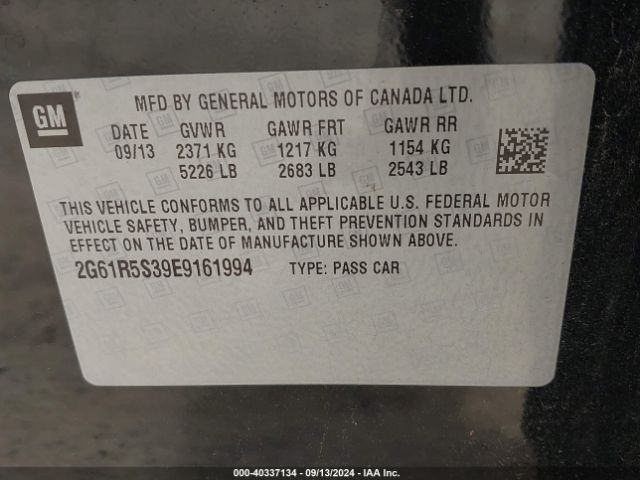 GM
MFD BY GENERAL MOTORS OF CANADA LTD.
DATE GVWR GAWR FRT GAWR RR
09/13 2371 KG 1217 KG 1154 KG
5226 LB 2683 LB 2543 LB
THIS VEHICLE CONFORMS TO ALL APPLICABLE U.S. FEDERAL MOTOR
VEHICLE SAFETY, BUMPER, AND THEFT PREVENTION STANDARDS IN
EFFECT ON THE DATE OF MANUFACTURE SHOWN ABOVE.
2G61R5S39E9161994 TYPE: PASS CAR
000-40337134 - 09/13/2024 - IAA Inc.